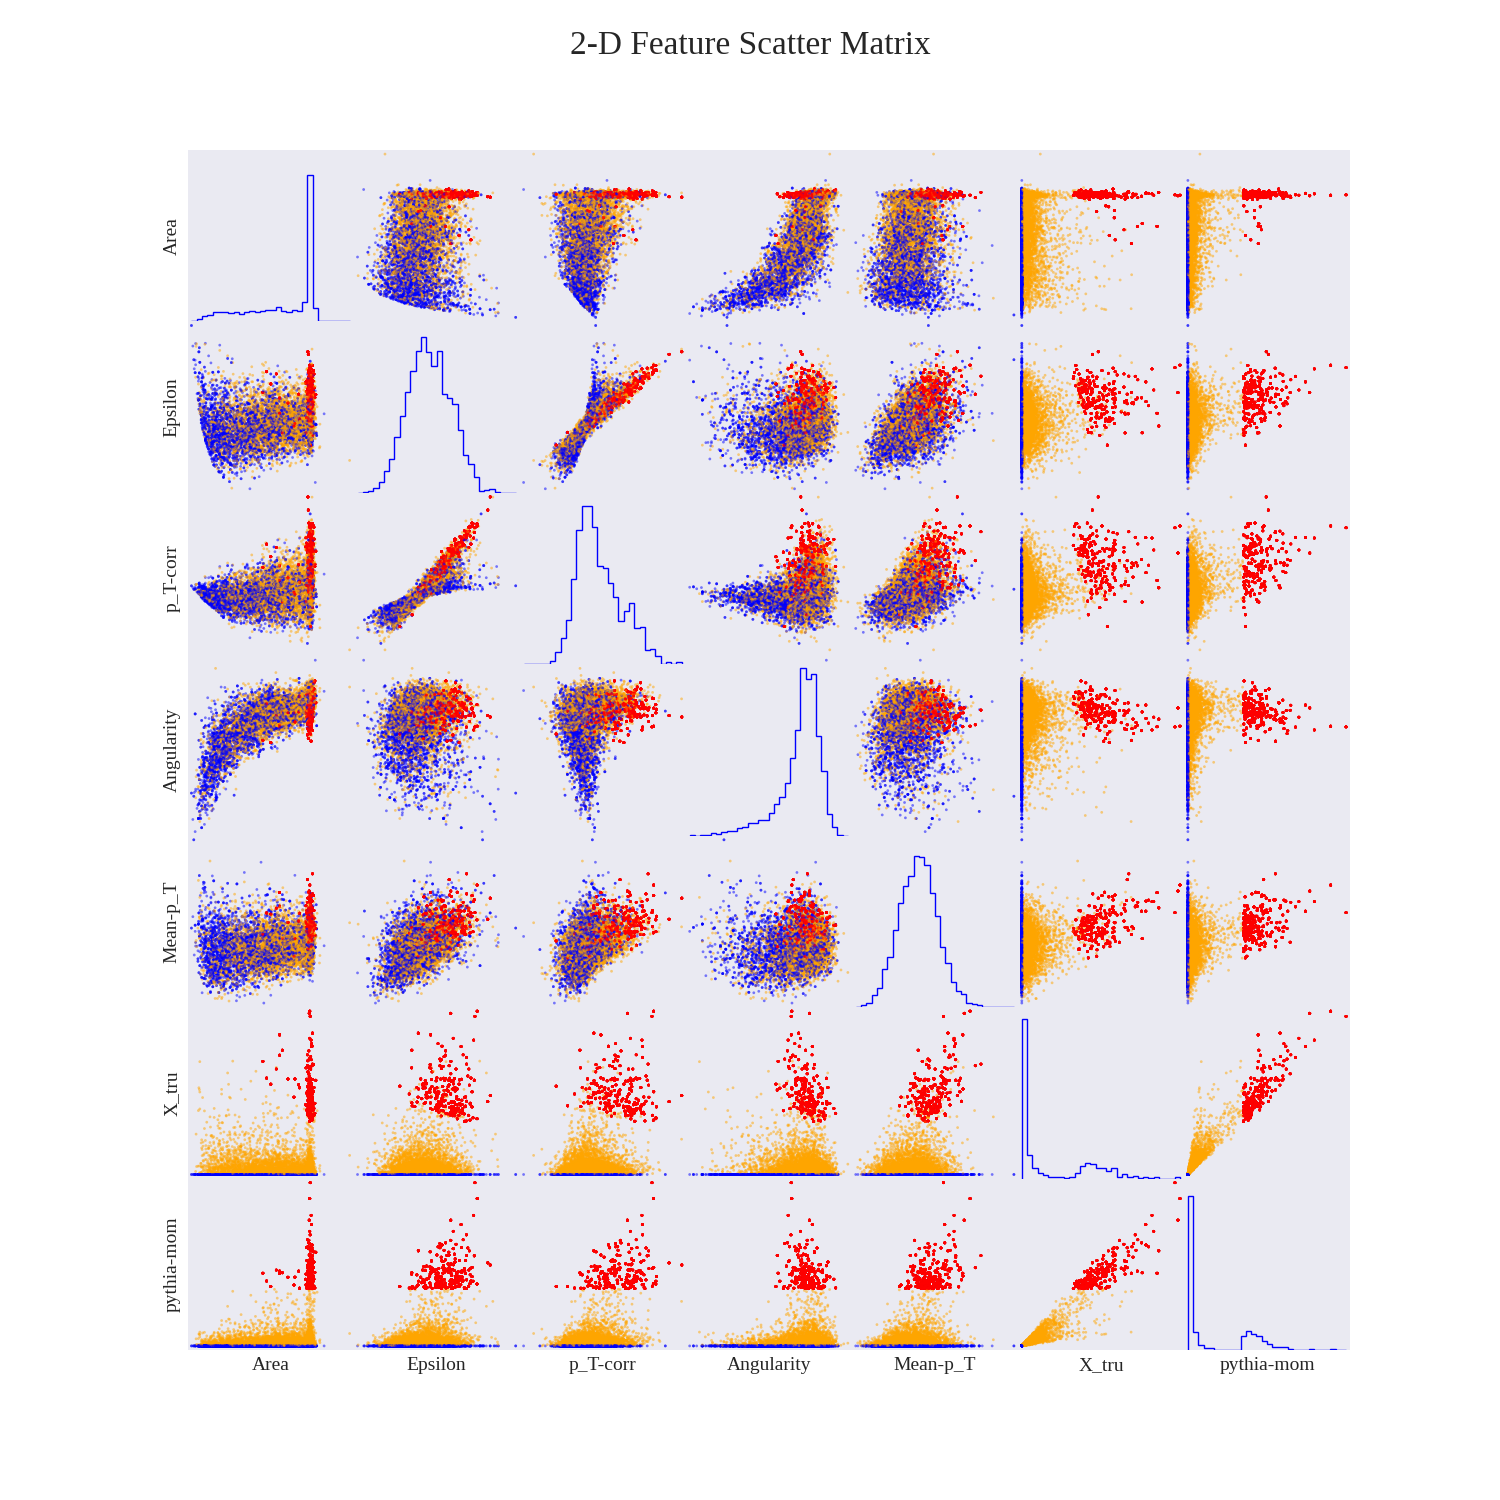 2-D Feature Scatter Matrix
Area
Epsilon
p_T-corr
Angularity
Mean-p_T
X_tru
pythia-mom
Area
Epsilon
p_T-corr
Angularity
Mean-p_T
X_tru
pythia-mom